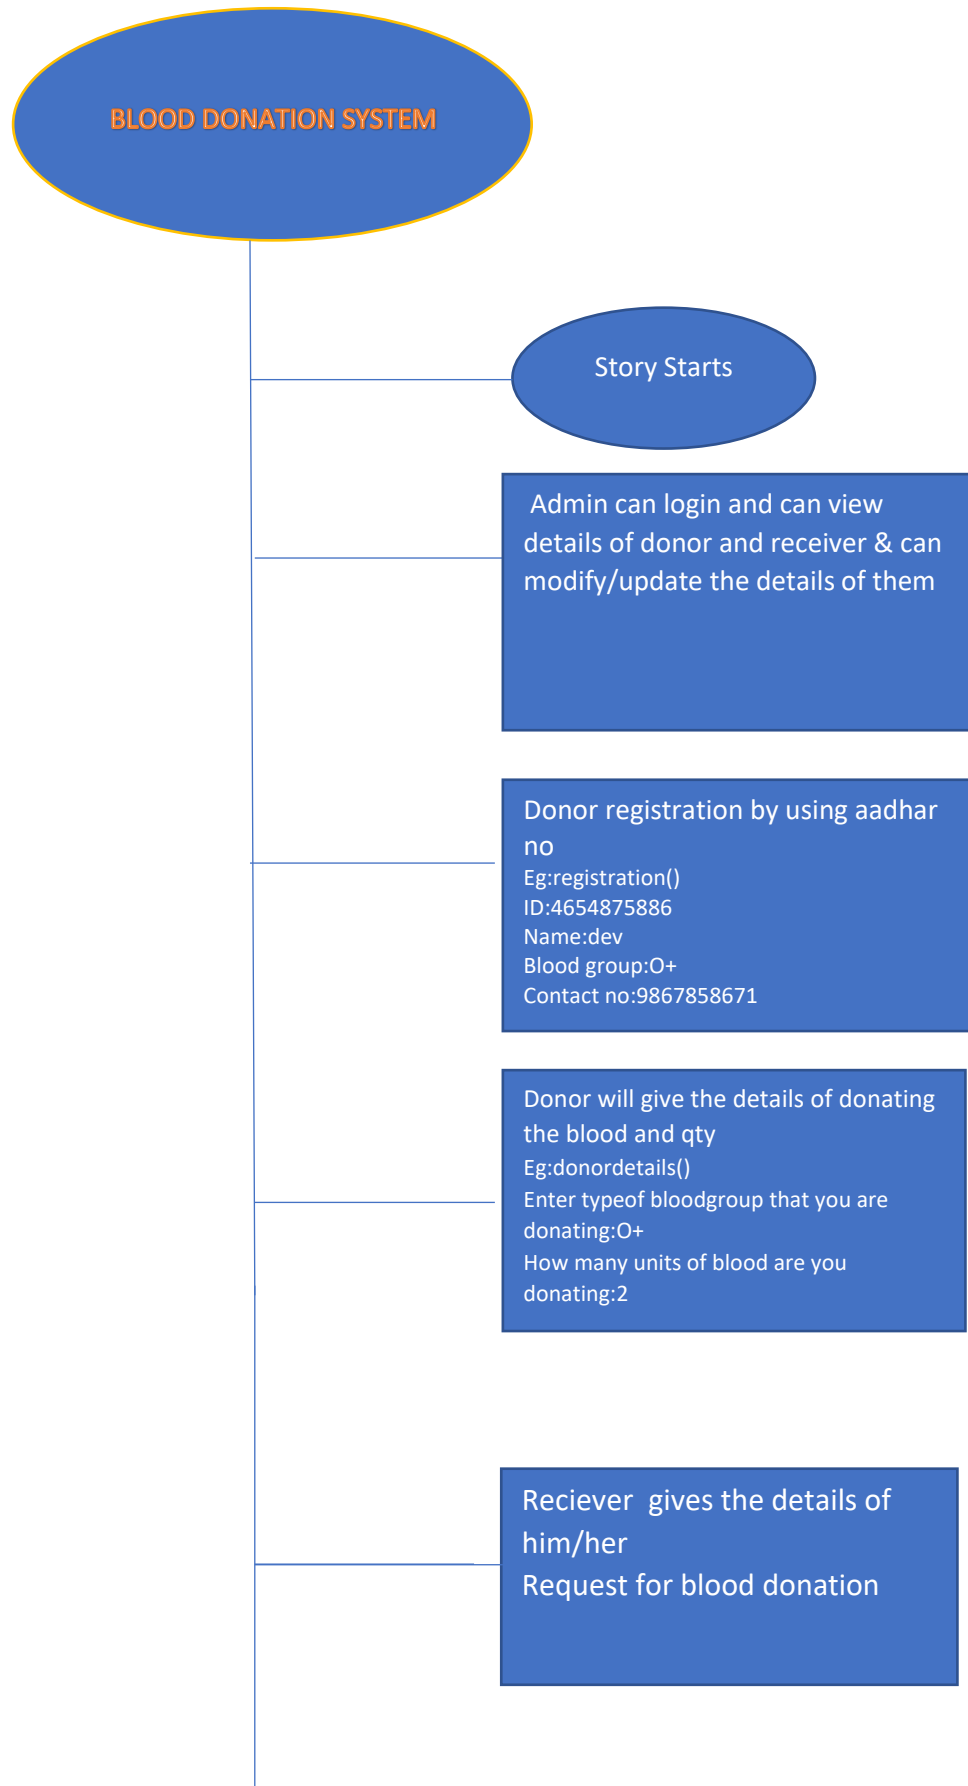 BLOOD DONATION SYSTEM
Story Starts
Admin can login and can view
details of donor and receiver & can
modify/update the details of them
Donor registration by using aadhar
no
Eg:registration()
ID:4654875886
Name:dev
Blood group:O+
Contact no:9867858671
Donor will give the details of donating
the blood and qty
Eg:donordetails()
Enter typeof bloodgroup that you are
donating:O+
How many units of blood are you
donating:2
Reciever  gives the details of
him/her
Request for blood donation